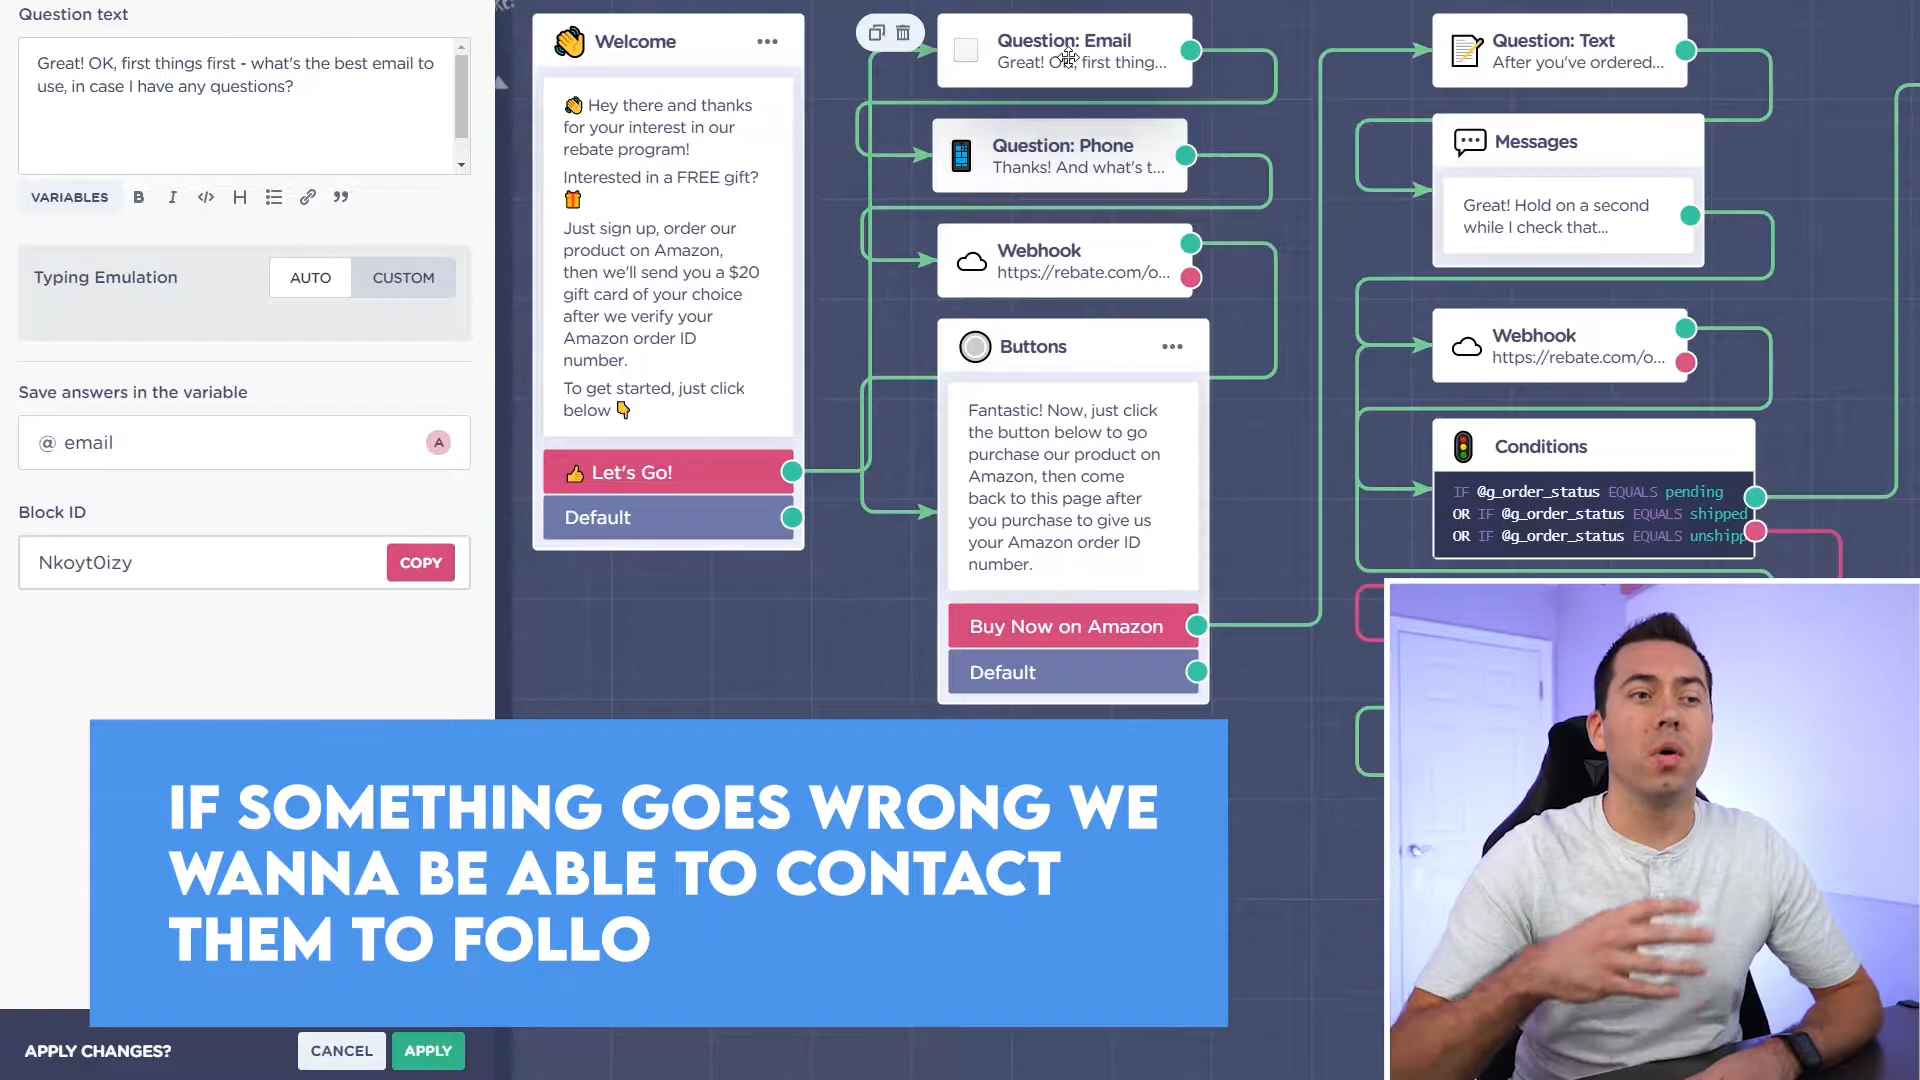 Question text
Great! OK, first things first - what's the best email to
use, in case I have any questions?
VARIABLES
B
I
H
Typing Emulation
AUTO
CUSTOM
Save answers in the variable
@ email
A
Block ID
Nkoyt0izy
COPY
APPLY CHANGES?
CANCEL
APPLY
Welcome
Hey there and thanks
for your interest in our
rebate program!
Interested in a FREE gift?
Just sign up, order our
product on Amazon,
then we'll send you a $20
gift card of your choice
after we verify your
Amazon order ID
number.
To get started, just click
below
Let's Go!
Default
Question: Email
Great! OK, first thing...
Question: Phone
Thanks! And what's t...
Webhook
https://rebate.com/o...
Buttons
Fantastic! Now, just click
the button below to go
purchase our product on
Amazon, then come
back to this page after
you purchase to give us
your Amazon order ID
number.
Buy Now on Amazon
Default
Question: Text
After you've ordered...
Messages
Great! Hold on a second
while I check that...
Webhook
https://rebate.com/o...
Conditions
IF @g_order_status EQUALS pending
OR IF @g_order_status EQUALS shipped
OR IF @g_order_status EQUALS unshipp
IF SOMETHING GOES WRONG WE
WANNA BE ABLE TO CONTACT
THEM TO FOLLO